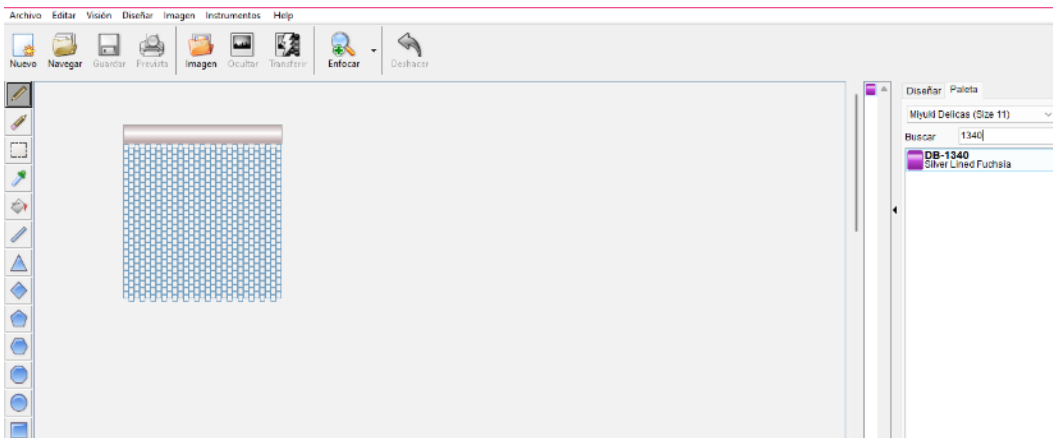 Archivo Editar Visión Diseñar Imagen Instrumentos Help
Nuevo Navegar Guardar Prevista Imagen Ocultar Transferir Enfocar Deshacer
Diseñar Paleta
Miyuki Delicas (Size 11)
Buscar 1340
DB-1340
Silver Lined Fuchsia